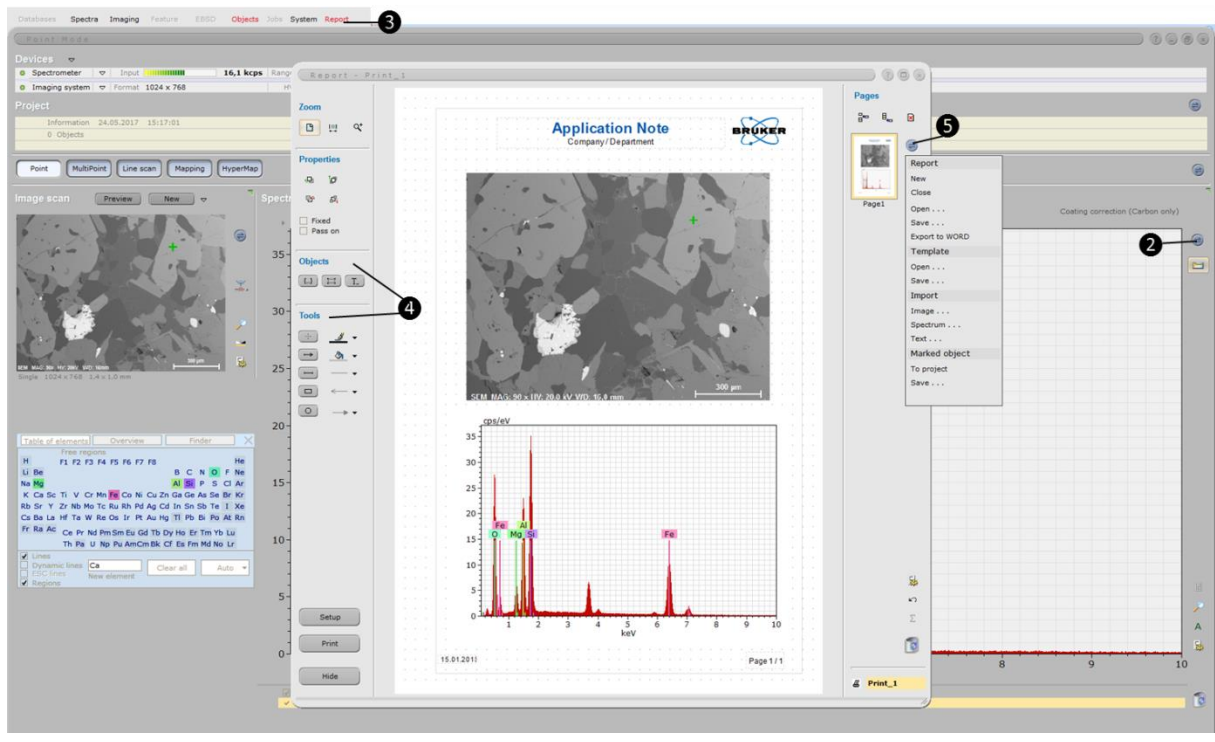 Databases Spectra Imaging Feature EBSD Objects Jobs System Report
3
Point Mode
Devices
Spectrometer Input 16,1 kcps Rang
Imaging system Format 1024 x 768
Project
Information 24.05.2017 15:17:01
0 Objects
Point MultiPoint Line scan Mapping HyperMap
Image scan Preview New
Spectr
300 µm
Single 1024 x 768 1,4 x 1,0 mm
Table of elements Overview Finder
Free regions
H F1 F2 F3 F4 F5 F6 F7 F8 He
Li Be B C N O F Ne
Na Mg Al Si P S Cl Ar
K Ca Sc Ti V Cr Mn Fe Co Ni Cu Zn Ga Ge As Se Br Kr
Rb Sr Y Zr Nb Mo Tc Ru Rh Pd Ag Cd In Sn Sb Te I Xe
Cs Ba La Hf Ta W Re Os Ir Pt Au Hg Tl Pb Bi Po At Rn
Fr Ra Ac Ce Pr Nd Pm Sm Eu Gd Tb Dy Ho Er Tm Yb Lu
Th Pa U Np Pu Am Cm Bk Cf Es Fm Md No Lr
Lines
Dynamic lines Ca Clear all Auto
ESC lines New element
Regions
35
30
25
20
15
10
5
0
Report - Print_1
Zoom
Properties
Fixed
Pass on
Objects
4
Tools
Setup
Print
Hide
Application Note
Company / Department
BRUKER
SEM MAG: 90 x HV: 20,0 kV WD: 16,0 mm
300 µm
cps/eV
35
30
25
20
15
10
5
0
Fe Al
O Mg Si Fe
1 2 3 4 5 6 7 8 9 10
keV
15.01.201
Page 1 / 1
Pages
5
Page1
Report
New
Close
Open . . .
Save . . .
Export to WORD
Template
Open . . .
Save . . .
Import
Image . . .
Spectrum . . .
Text . . .
Marked object
To project
Save . . .
Σ
Print_1
Coating correction (Carbon only)
2
A
8 9 10